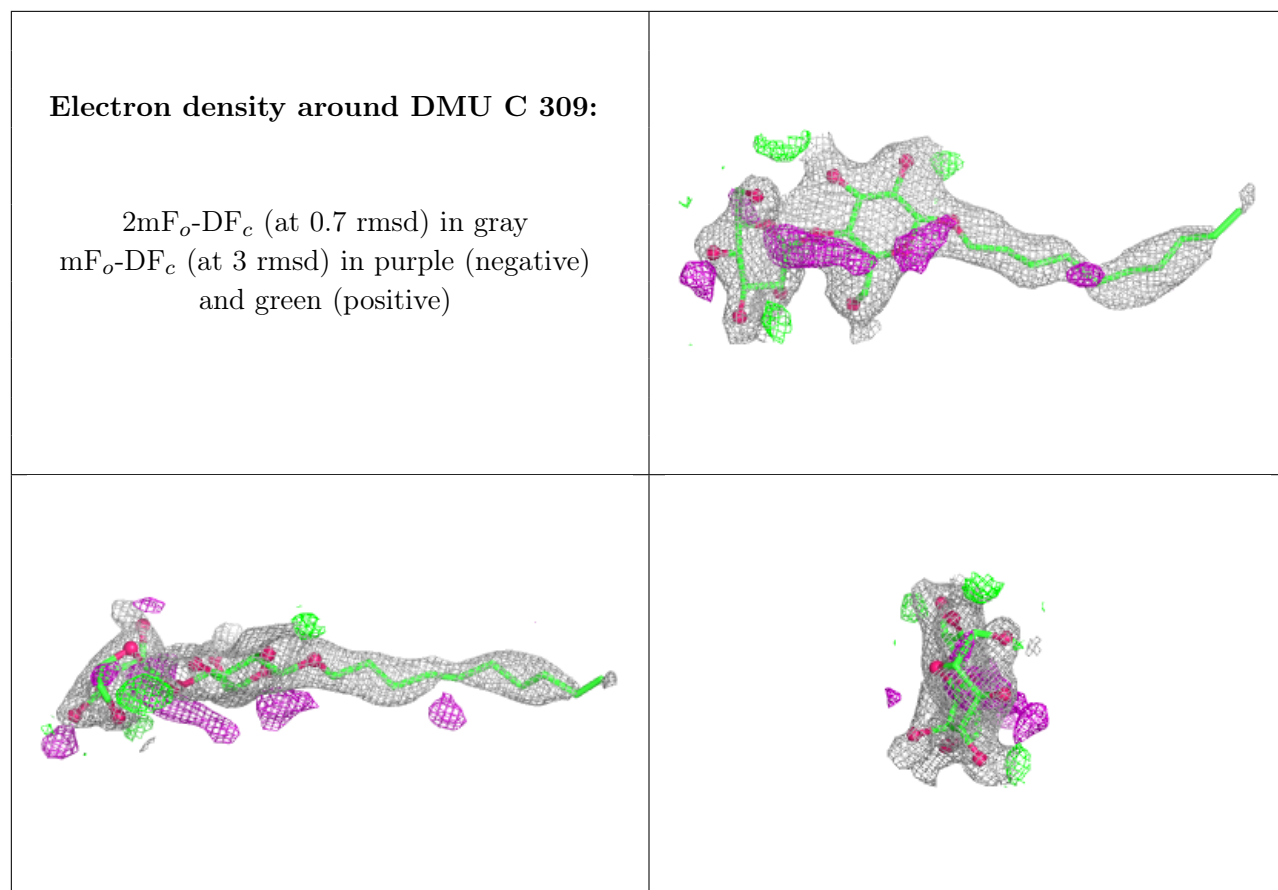 Electron density around DMU C 309:
2mFo-DFc (at 0.7 rmsd) in gray
mFo-DFc (at 3 rmsd) in purple (negative)
and green (positive)